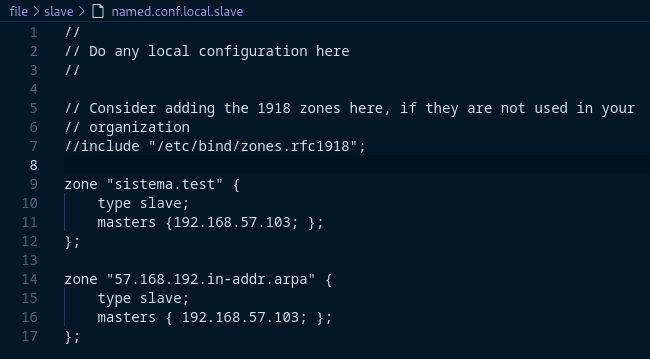 file > slave > named.conf.local.slave
1 //
2 // Do any local configuration here
3 //
4
5 // Consider adding the 1918 zones here, if they are not used in your
6 // organization
7 //include "/etc/bind/zones.rfc1918";
8
9 zone "sistema.test" {
10     type slave;
11     masters {192.168.57.103; };
12 };
13
14 zone "57.168.192.in-addr.arpa" {
15     type slave;
16     masters { 192.168.57.103; };
17 };